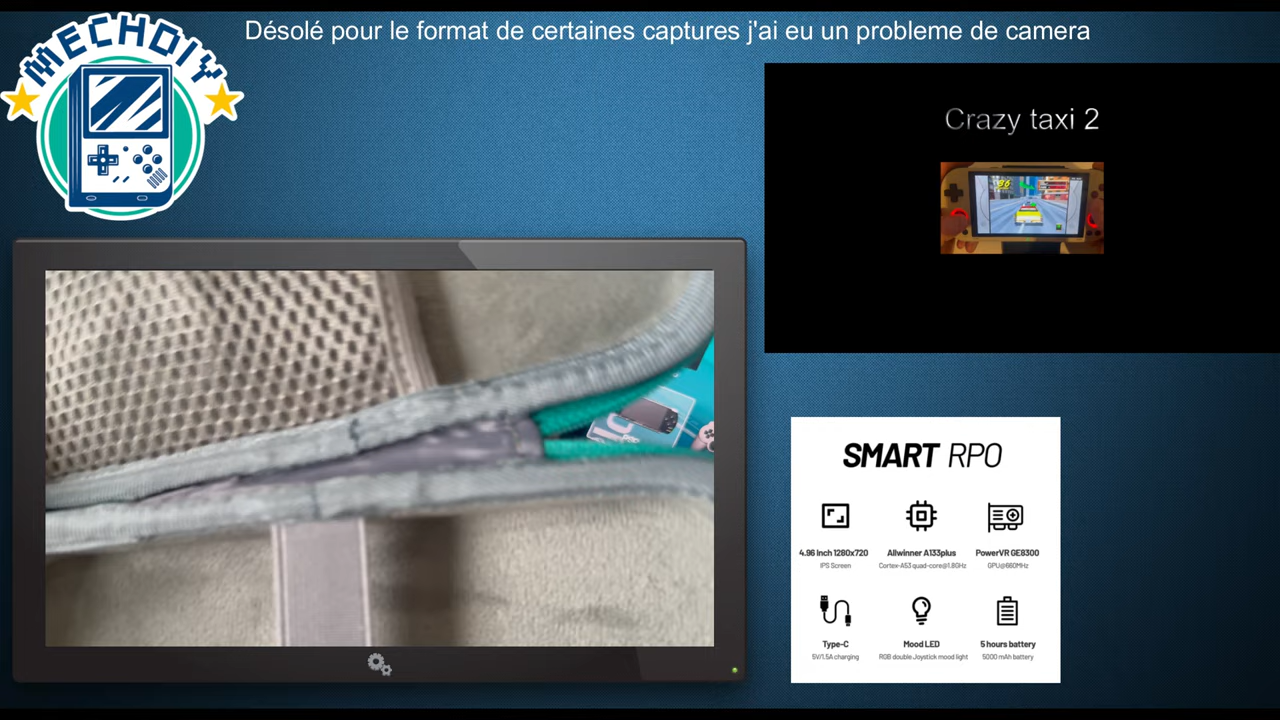 Désolé pour le format de certaines captures j'ai eu un probleme de camera
MECHDIY
Crazy taxi 2
SMART RPO
4.96 Inch 1280x720
IPS Screen
Allwinner A133plus
Cortex-A53 quad-core@1.8GHz
PowerVR GE8300
GPU@660MHz
Type-C
5V/1.5A charging
Mood LED
RGB double Joystick mood light
5 hours battery
5000 mAh battery